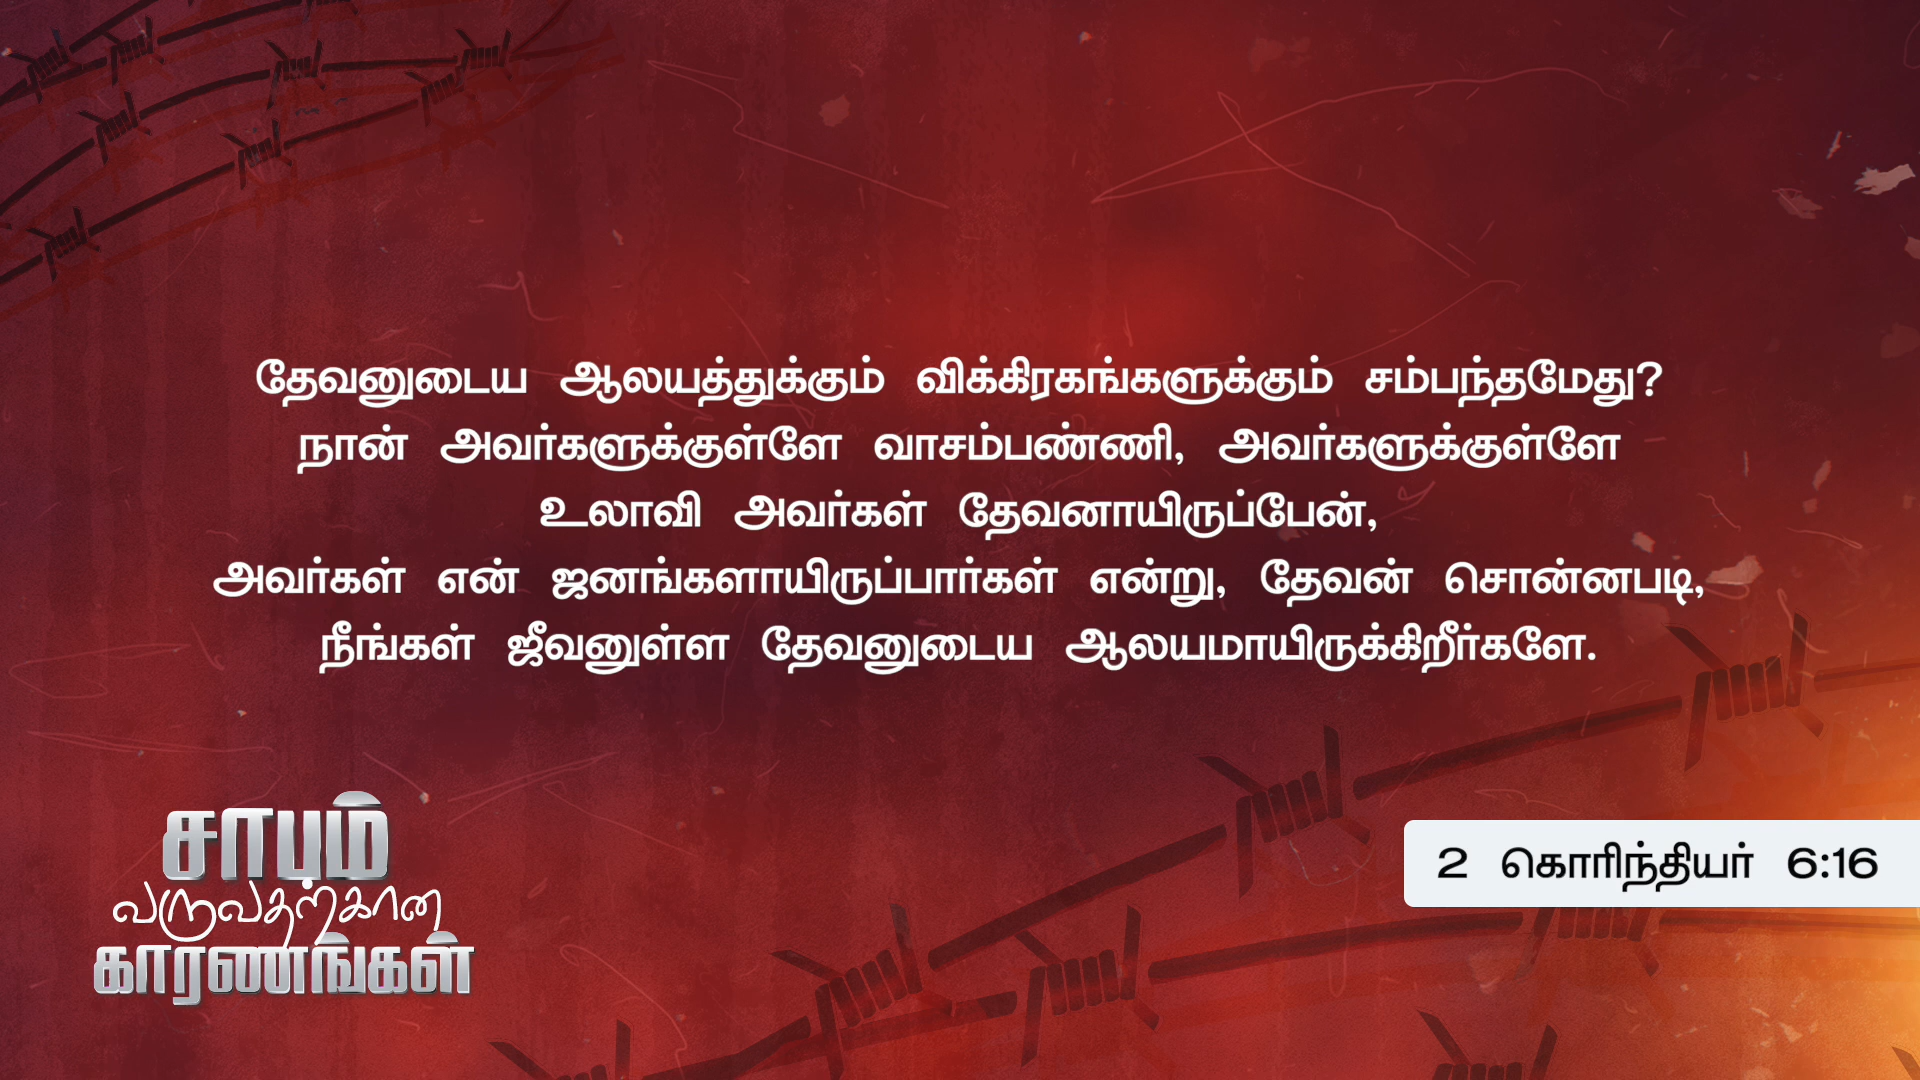 தேவனுடைய ஆலயத்துக்கும் விக்கிரகங்களுக்கும் சம்பந்தமேது?
நான் அவர்களுக்குள்ளே வாசம்பண்ணி, அவர்களுக்குள்ளே
உலாவி அவர்கள் தேவனாயிருப்பேன்,
அவர்கள் என் ஜனங்களாயிருப்பார்கள் என்று, தேவன் சொன்னபடி,
நீங்கள் ஜீவனுள்ள தேவனுடைய ஆலயமாயிருக்கிறீர்களே.
சாபம்
வருவதற்கான
காரணங்கள்
2 கொரிந்தியர் 6:16